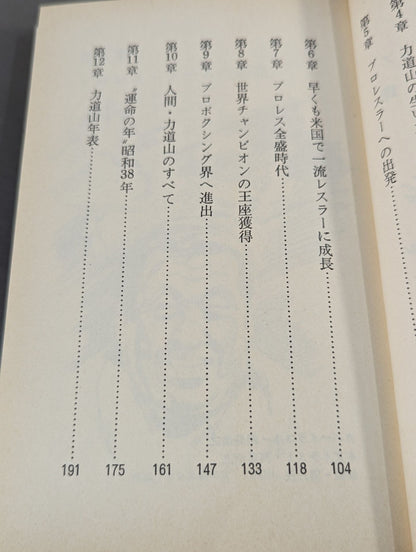 第4章　力道山の
第5章　プロレスラーへの出発
第6章　早くも米国で一流レスラーに成長……104
第7章　プロレス全盛時代……118
第8章　世界チャンピオンの王座獲得……133
第9章　プロボクシング界へ進出……147
第10章　人間・力道山のすべて……161
第11章　〝運命の年〟昭和38年……175
第12章　力道山年表……191